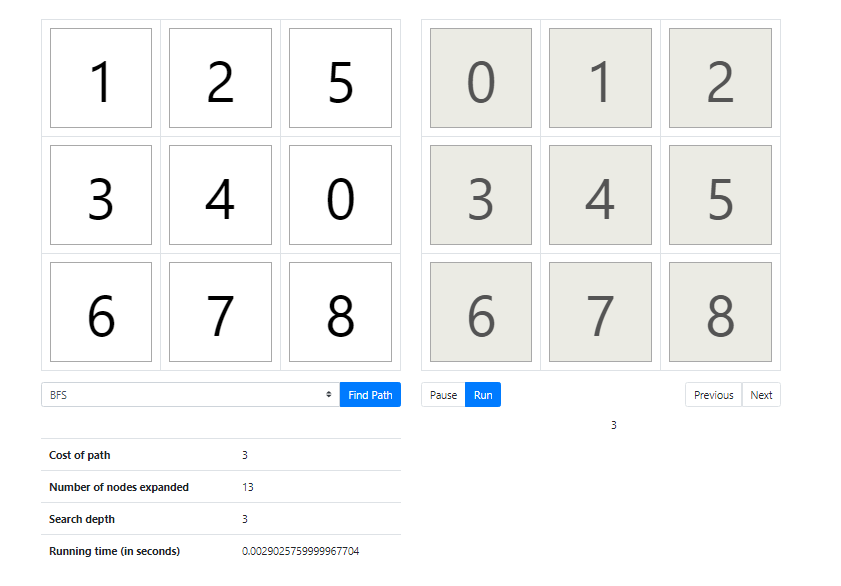 1 2 5 0 1 2
3 4 0 3 4 5
6 7 8 6 7 8
BFS Find Path Pause Run Previous Next
3
Cost of path 3
Number of nodes expanded 13
Search depth 3
Running time (in seconds) 0.0029025759999967704